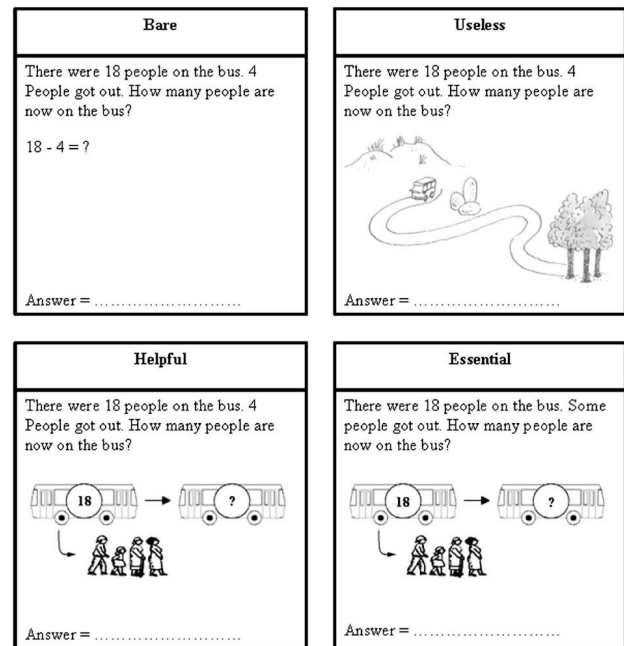 Bare
There were 18 people on the bus. 4
People got out. How many people are
now on the bus?
18 - 4 = ?
Answer = ...........................
Useless
There were 18 people on the bus. 4
People got out. How many people are
now on the bus?
Answer = ...........................
Helpful
There were 18 people on the bus. 4
People got out. How many people are
now on the bus?
18
?
Answer = ...........................
Essential
There were 18 people on the bus. Some
people got out. How many people are
now on the bus?
18
?
Answer = ...........................